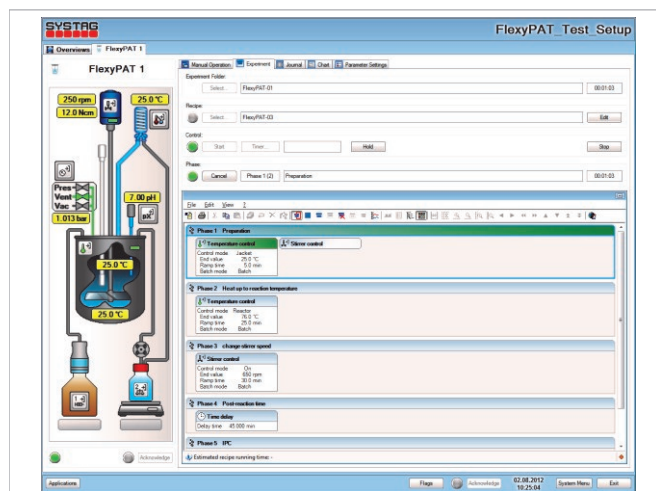 SYSTAG
FlexyPAT_Test_Setup
Overviews FlexyPAT 1
FlexyPAT 1
250 rpm
12.0 Ncm
25.0 °C
Pres
Vent
Vac
1.013 bar
7.00 pH
pH
25.0 °C
25.0 °C
Acknowledge
Manual Operation Experiment Journal Chart Parameter Settings
Experiment Folder:
Select... FlexyPAT-01 00:01:03
Recipe:
Select... FlexyPAT-03 Edit
Control:
Start Timer... Hold Stop
Phase:
Cancel Phase 1 (2) Preparation 00:01:03
File Edit View ?
Phase 1 Preparation
Temperature control Stirrer control
Control mode Jacket
End value 25.0 °C
Ramp time 5.0 min
Batch mode Batch
Phase 2 Heat up to reaction temperature
Temperature control
Control mode Reactor
End value 76.0 °C
Ramp time 25.0 min
Batch mode Batch
Phase 3 change stirrer speed
Stirrer control
Control mode On
End value 650 rpm
Ramp time 30.0 min
Batch mode Batch
Phase 4 Post-reaction time
Time delay
Delay time 45.000 min
Phase 5 IPC
Estimated recipe running time: -
Applications Flags Acknowledge 02.08.2012 System Menu Exit
10:25:04